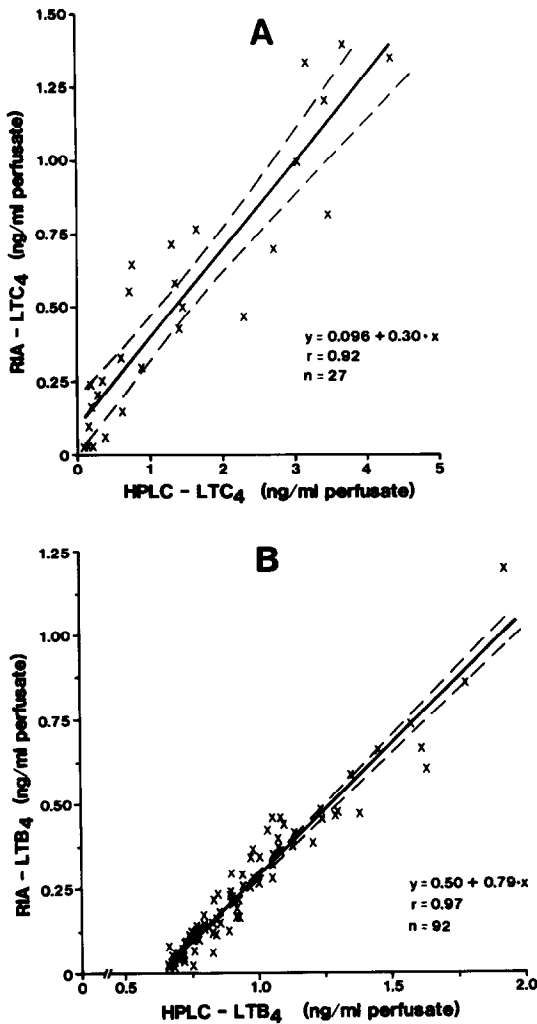 A
1.50
1.25
1.00
0.75
0.50
0.25
0
RIA - LTC4 (ng/ml perfusate)
y = 0.096 + 0.30 · x
r = 0.92
n = 27
0 1 2 3 4 5
HPLC - LTC4 (ng/ml perfusate)
B
1.25
1.00
0.75
0.50
0.25
0
RIA - LTB4 (ng/ml perfusate)
y = 0.50 + 0.79·x
r = 0.97
n = 92
0 0.5 1.0 1.5 2.0
HPLC - LTB4 (ng/ml perfusate)